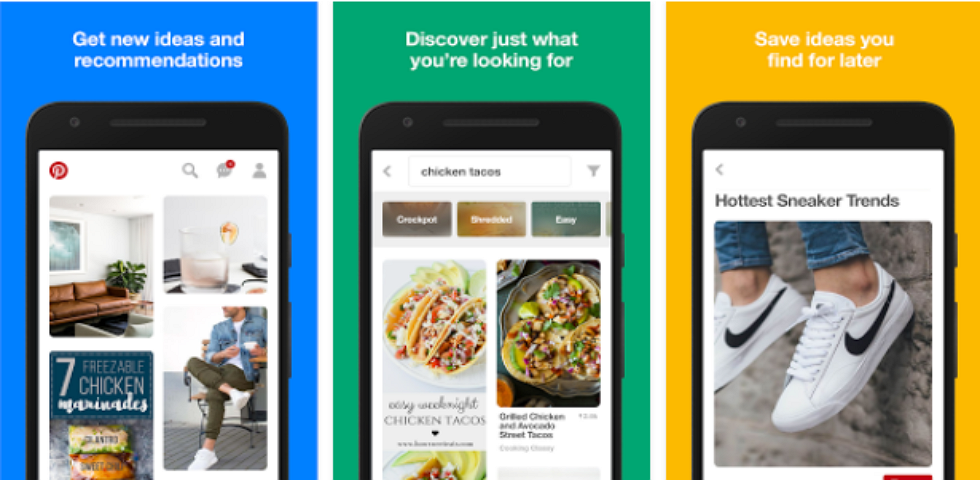 Get new ideas and
recommendations
7 FREEZABLE
CHICKEN
marinades
CILANTRO
SWEET CHILI
Discover just what
you're looking for
chicken tacos
Crockpot
Shredded
Easy
easy weeknight
CHICKEN TACOS
Grilled Chicken
and Avocado
Street Tacos
Cooking Classy
Save ideas you
find for later
Hottest Sneaker Trends